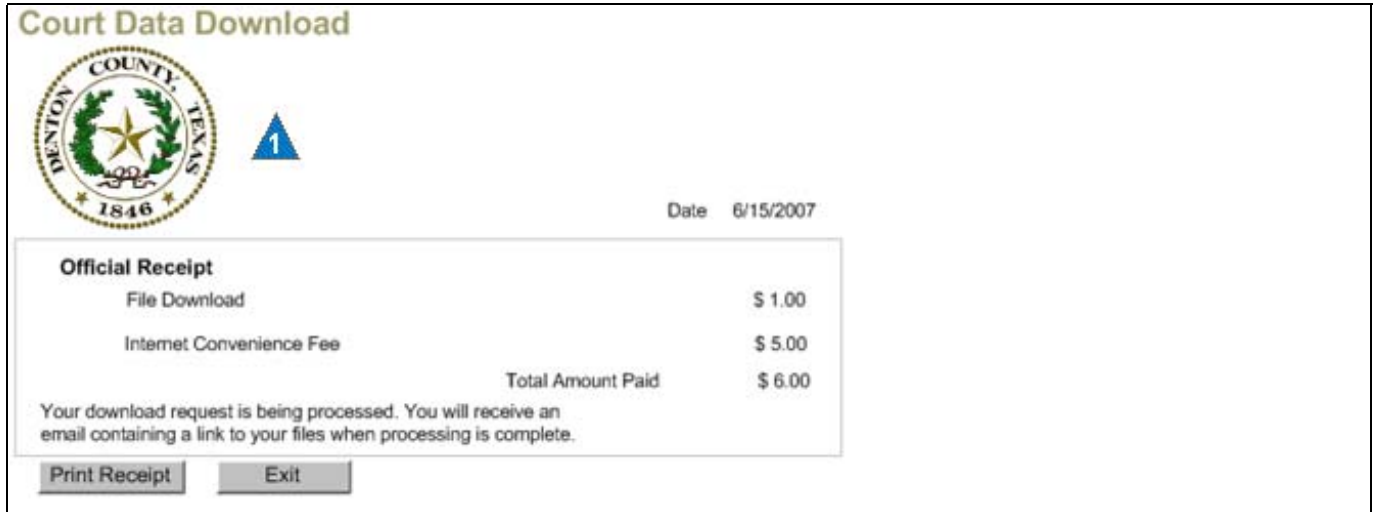 Court Data Download
DENTON COUNTY, TEXAS
1846
1
Date 6/15/2007
Official Receipt
File Download $ 1.00
Internet Convenience Fee $ 5.00
Total Amount Paid $ 6.00
Your download request is being processed. You will receive an
email containing a link to your files when processing is complete.
Print Receipt Exit